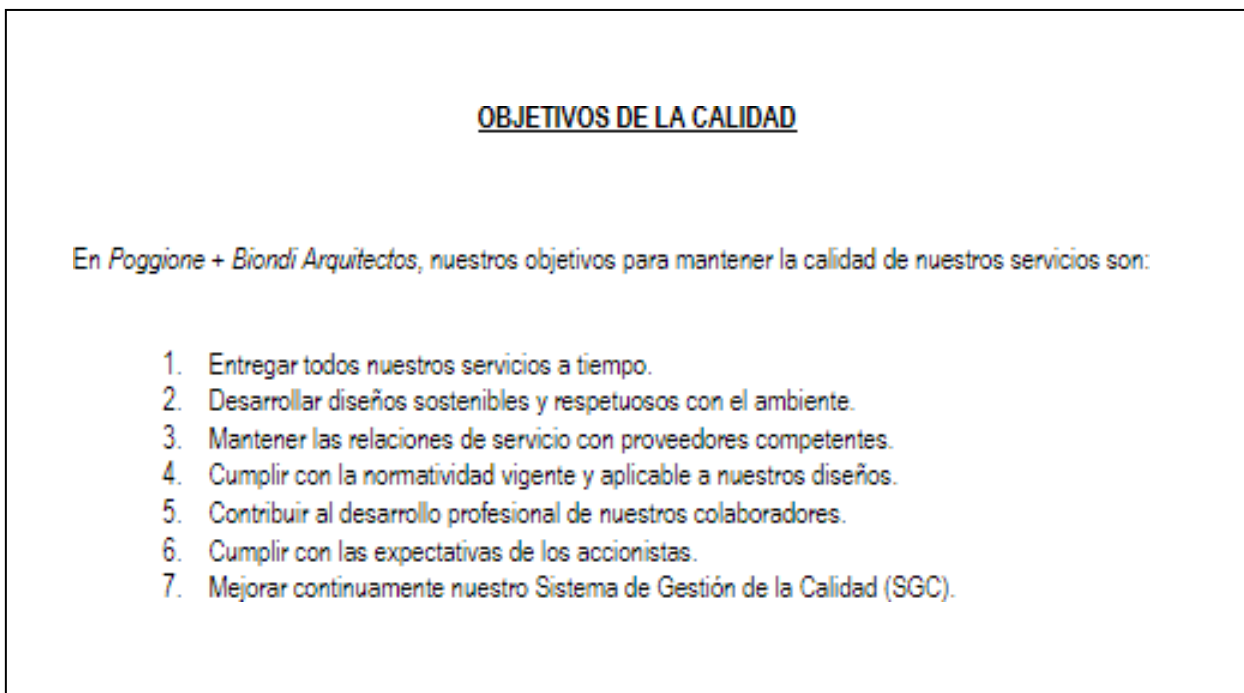 OBJETIVOS DE LA CALIDAD
En Poggione + Biondi Arquitectos, nuestros objetivos para mantener la calidad de nuestros servicios son:
1. Entregar todos nuestros servicios a tiempo.
2. Desarrollar diseños sostenibles y respetuosos con el ambiente.
3. Mantener las relaciones de servicio con proveedores competentes.
4. Cumplir con la normatividad vigente y aplicable a nuestros diseños.
5. Contribuir al desarrollo profesional de nuestros colaboradores.
6. Cumplir con las expectativas de los accionistas.
7. Mejorar continuamente nuestro Sistema de Gestión de la Calidad (SGC).